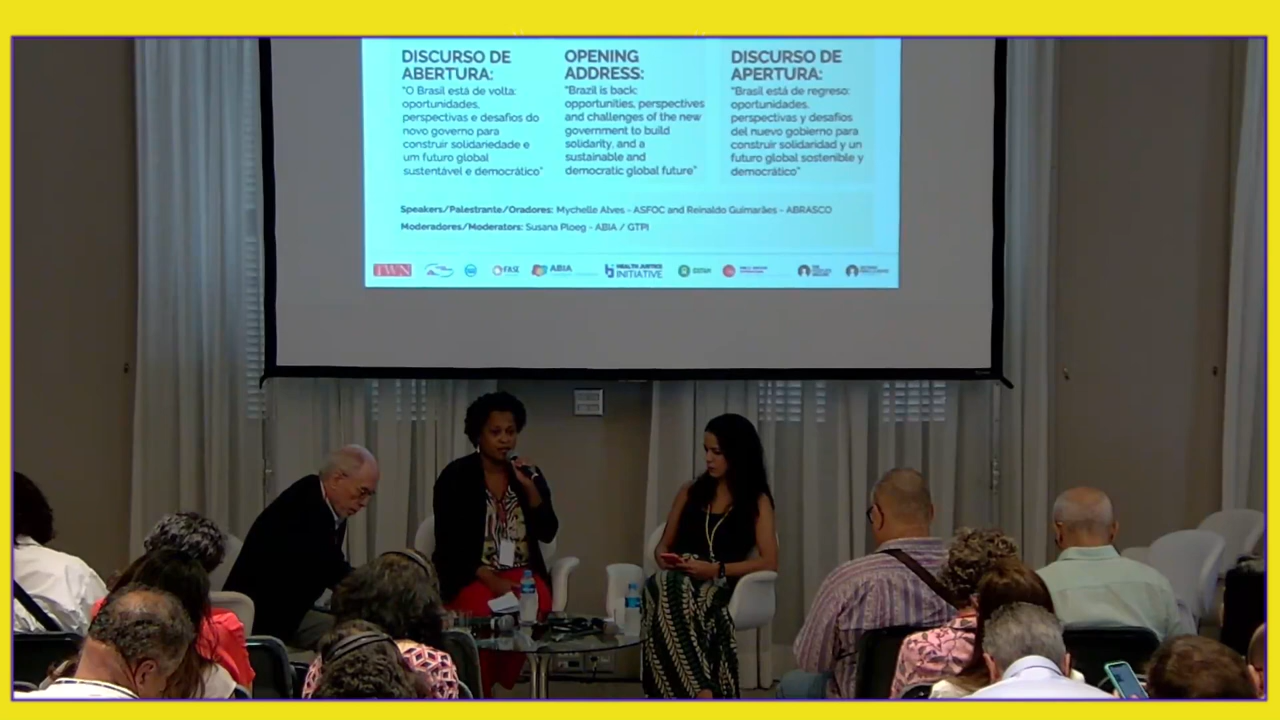 DISCURSO DE
ABERTURA:
"O Brasil está de volta:
oportunidades,
perspectivas e desafios do
novo governo para
construir solidariedade e
um futuro global
sustentável e democrático"
OPENING
ADDRESS:
"Brazil is back:
opportunities, perspectives
and challenges of the new
government to build
solidarity, and a
sustainable and
democratic global future"
DISCURSO DE
APERTURA:
"Brasil está de regreso:
oportunidades,
perspectivas y desafios
del nuevo gobierno para
construir solidaridad y un
futuro global sostenible y
democrático"
Speakers/Palestrante/Oradores: Mychelle Alves - ASFOC and Reinaldo Guimarães - ABRASCO
Moderadores/Moderators: Susana Ploeg - ABIA / GTPI
TWN
FASE
ABIA
HEALTH JUSTICE
INITIATIVE